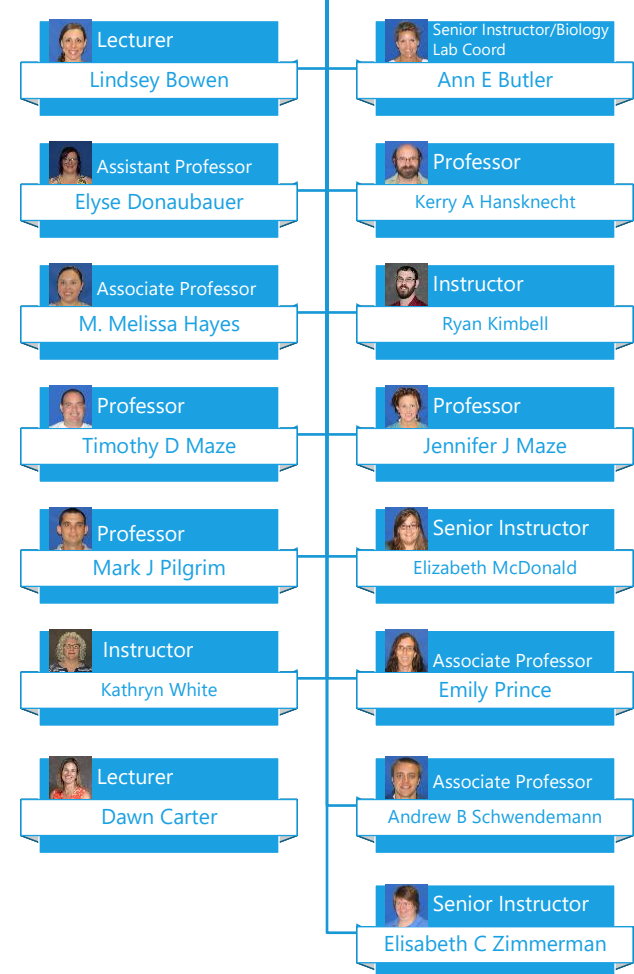 Lecturer
Lindsey Bowen
Senior Instructor/Biology
Lab Coord
Ann E Butler
Assistant Professor
Elyse Donaubauer
Professor
Kerry A Hansknecht
Associate Professor
M. Melissa Hayes
Instructor
Ryan Kimbell
Professor
Timothy D Maze
Professor
Jennifer J Maze
Professor
Mark J Pilgrim
Senior Instructor
Elizabeth McDonald
Instructor
Kathryn White
Associate Professor
Emily Prince
Lecturer
Dawn Carter
Associate Professor
Andrew B Schwendemann
Senior Instructor
Elisabeth C Zimmerman